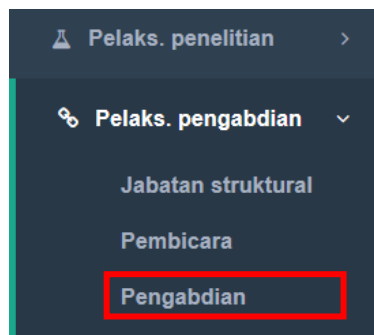 Pelaks. penelitian
Pelaks. pengabdian
Jabatan struktural
Pembicara
Pengabdian